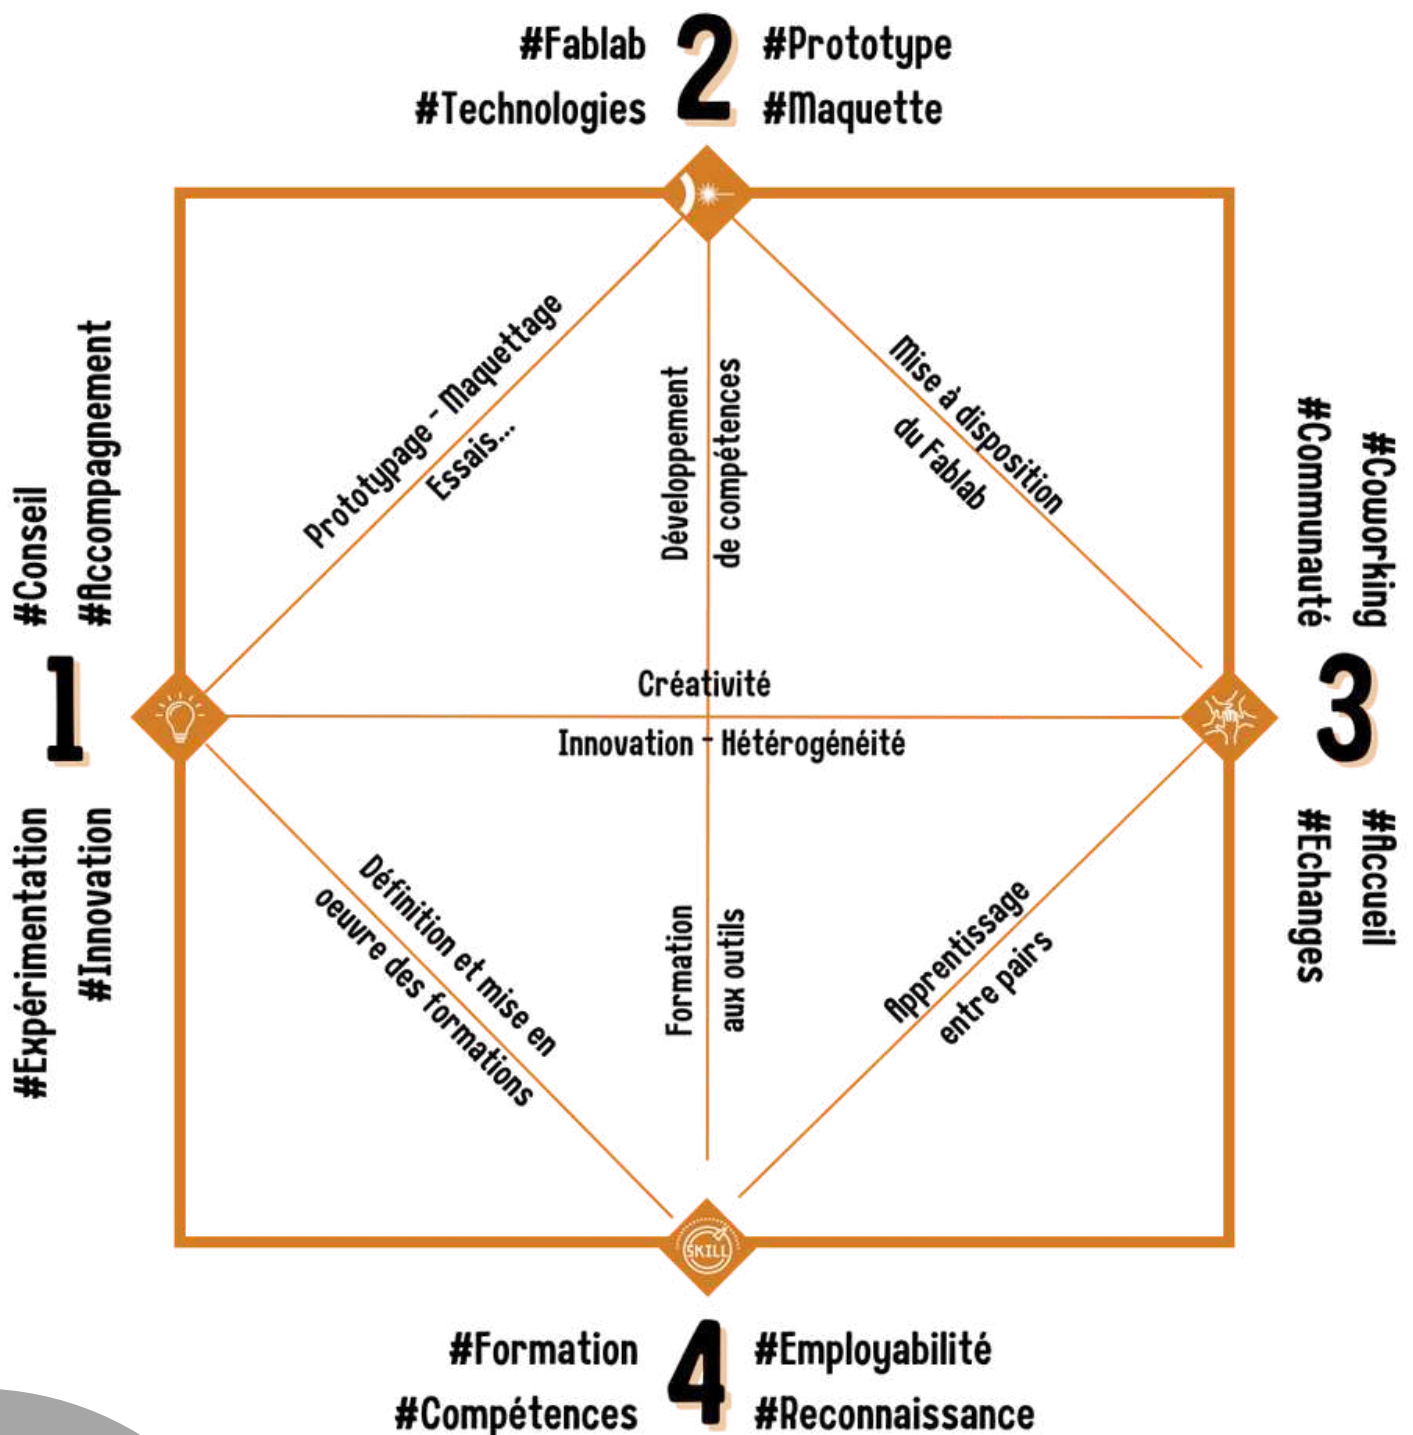 #Fablab
#Technologies
2
#Prototype
#Maquette
#Conseil
#Accompagnement
1
#Expérimentation
#Innovation
Prototypage - Maquettage
Essais...
Développement
de compétences
Mise à disposition
du Fablab
Créativité
Innovation - Hétérogénéité
Définition et mise en
oeuvre des formations
Formation
aux outils
Apprentissage
entre pairs
#Coworking
#Communauté
3
#Accueil
#Echanges
SKILL
#Formation
#Compétences
4
#Employabilité
#Reconnaissance